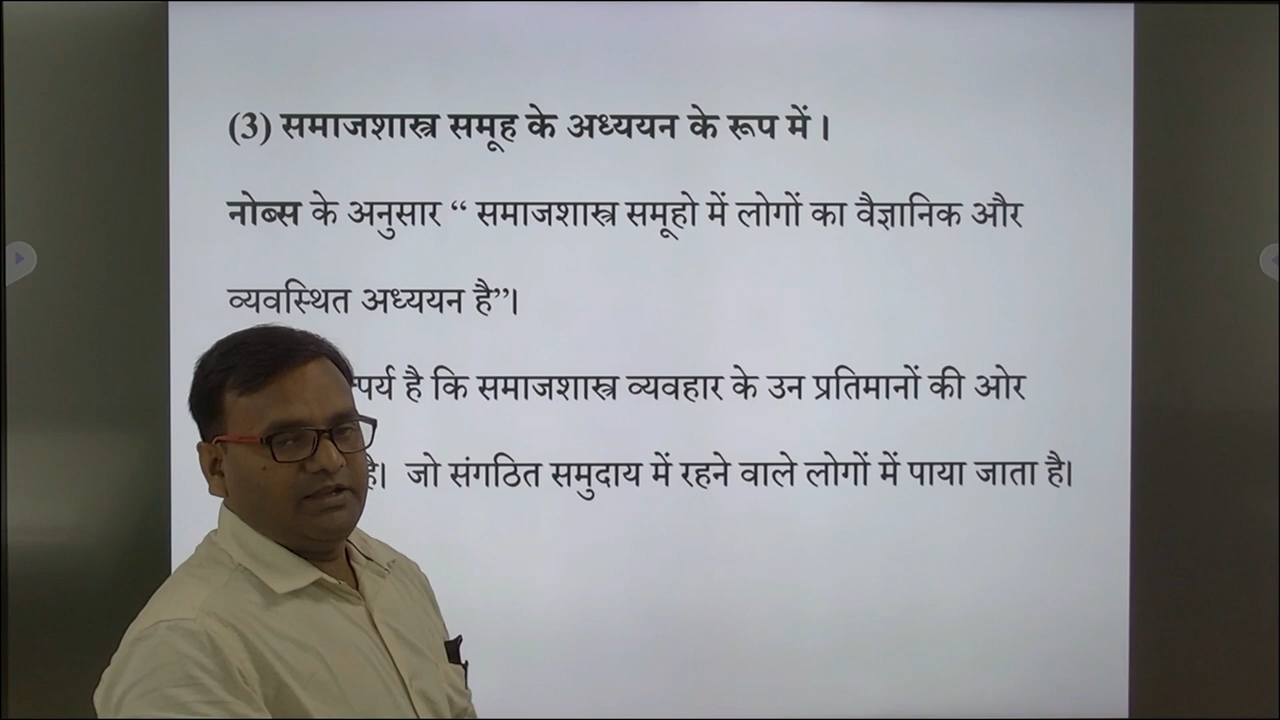 (3) समाजशास्त्र समूह के अध्ययन के रूप में ।
नोब्स के अनुसार “ समाजशास्त्र समूहो में लोगों का वैज्ञानिक और
व्यवस्थित अध्ययन है”।
है कि समाजशास्त्र व्यवहार के उन प्रतिमानों की ओर
है। जो संगठित समुदाय में रहने वाले लोगों में पाया जाता है।